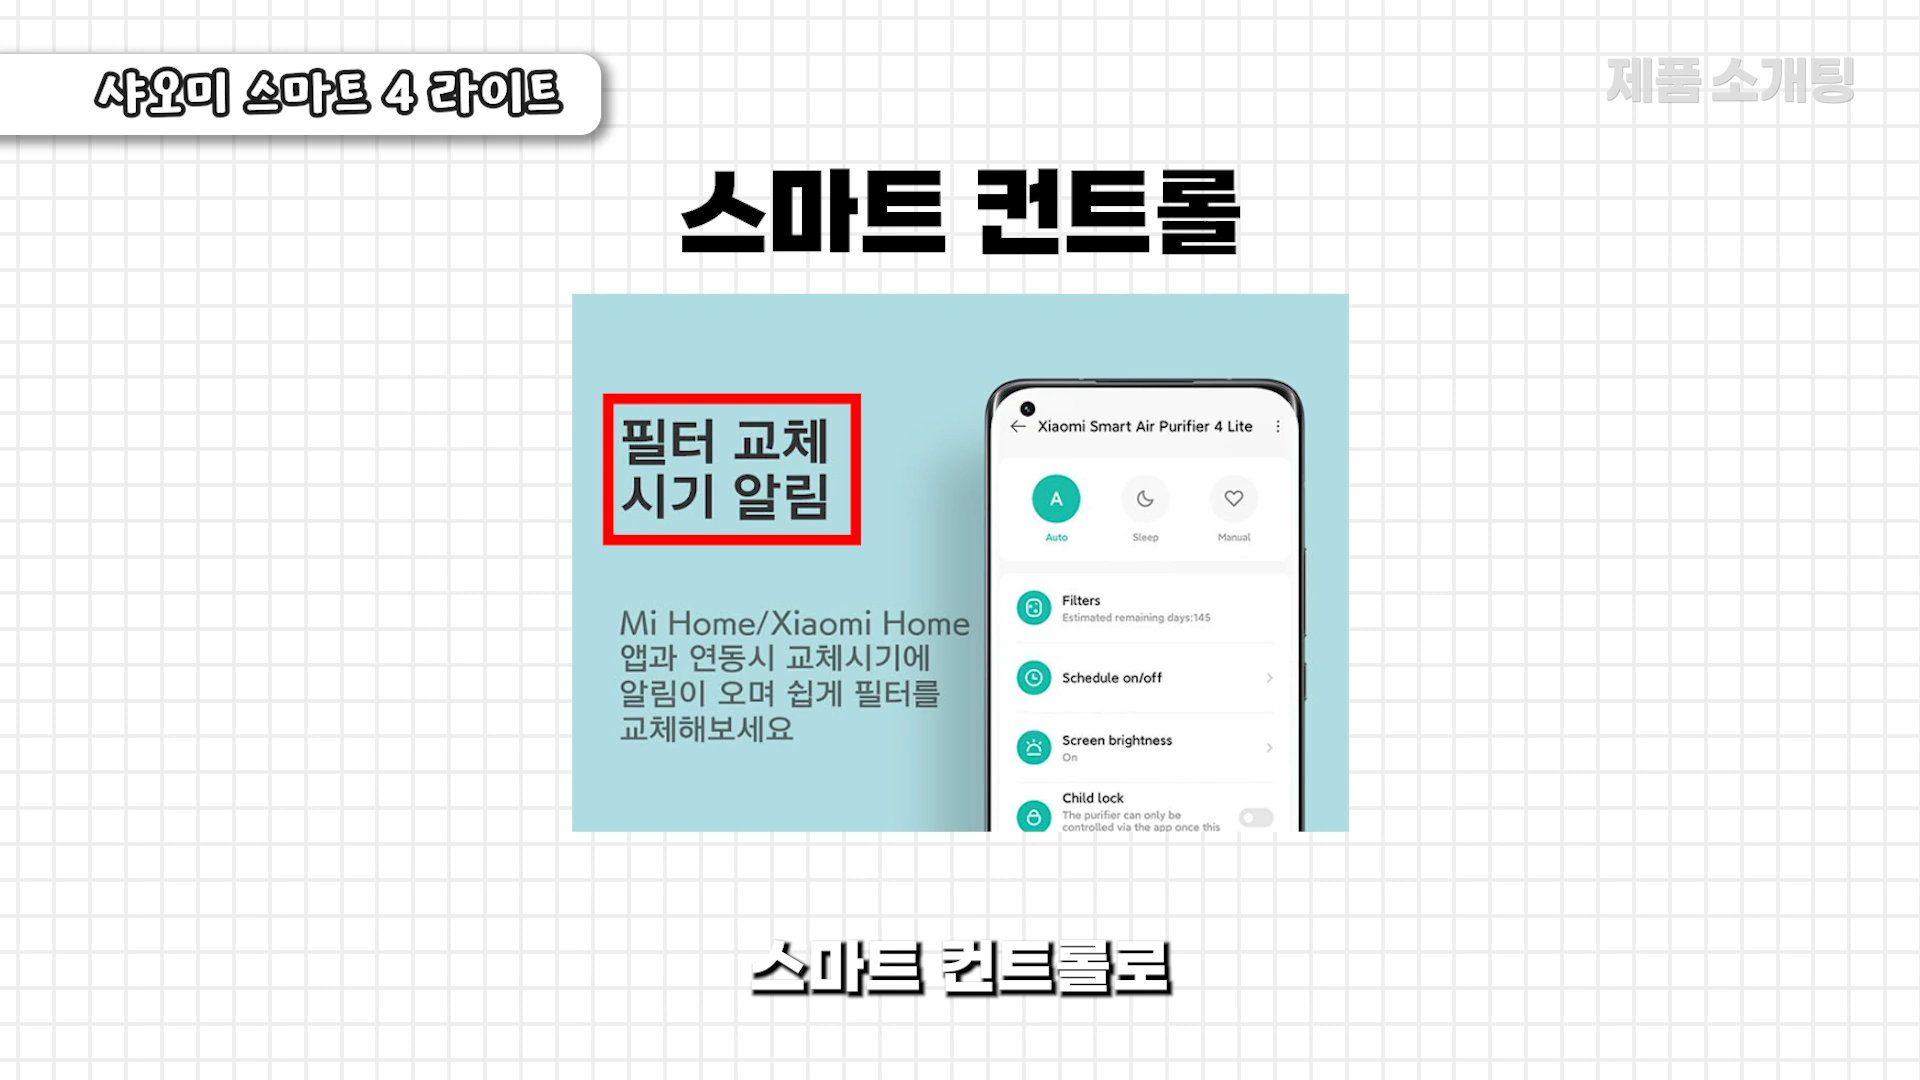 샤오미 스마트 4 라이트
제품 소개팅
스마트 컨트롤
필터 교체
시기 알림
Mi Home/Xiaomi Home
앱과 연동시 교체시기에
알림이 오며 쉽게 필터를
교체해보세요
Xiaomi Smart Air Purifier 4 Lite
A
Auto
Sleep
Manual
Filters
Estimated remaining days:145
Schedule on/off
Screen brightness
On
Child lock
The purifier can only be
controlled via the app once this
스마트 컨트롤로